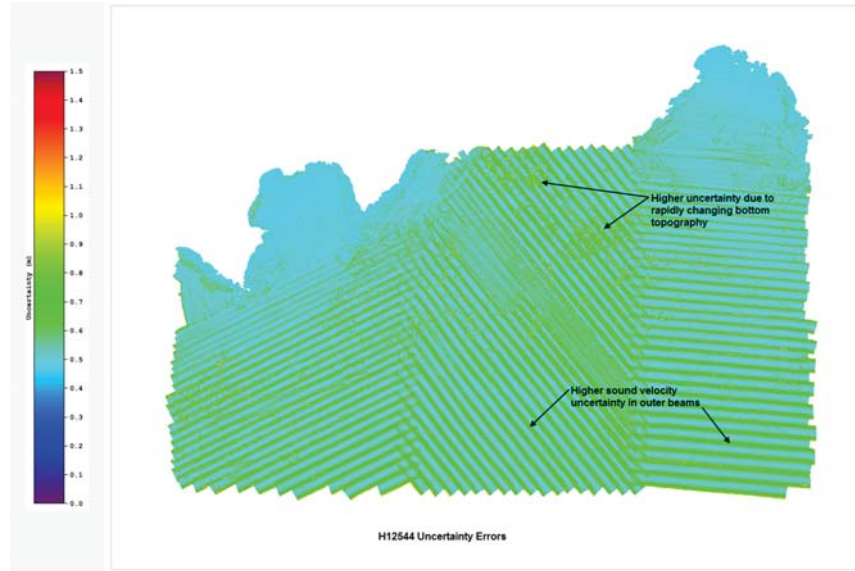 1.5
1.4
1.3
1.2
1.1
1.0
0.9
0.8
0.7
0.6
0.5
0.4
0.3
0.2
0.1
0.0
Uncertainty (m)
Higher uncertainty due to
rapidly changing bottom
topography
Higher sound velocity
uncertainty in outer beams
H12544 Uncertainty Errors